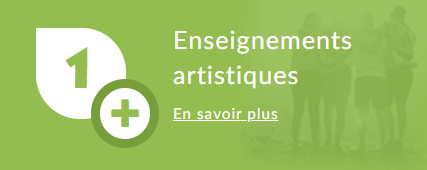 1
Enseignements
artistiques
En savoir plus